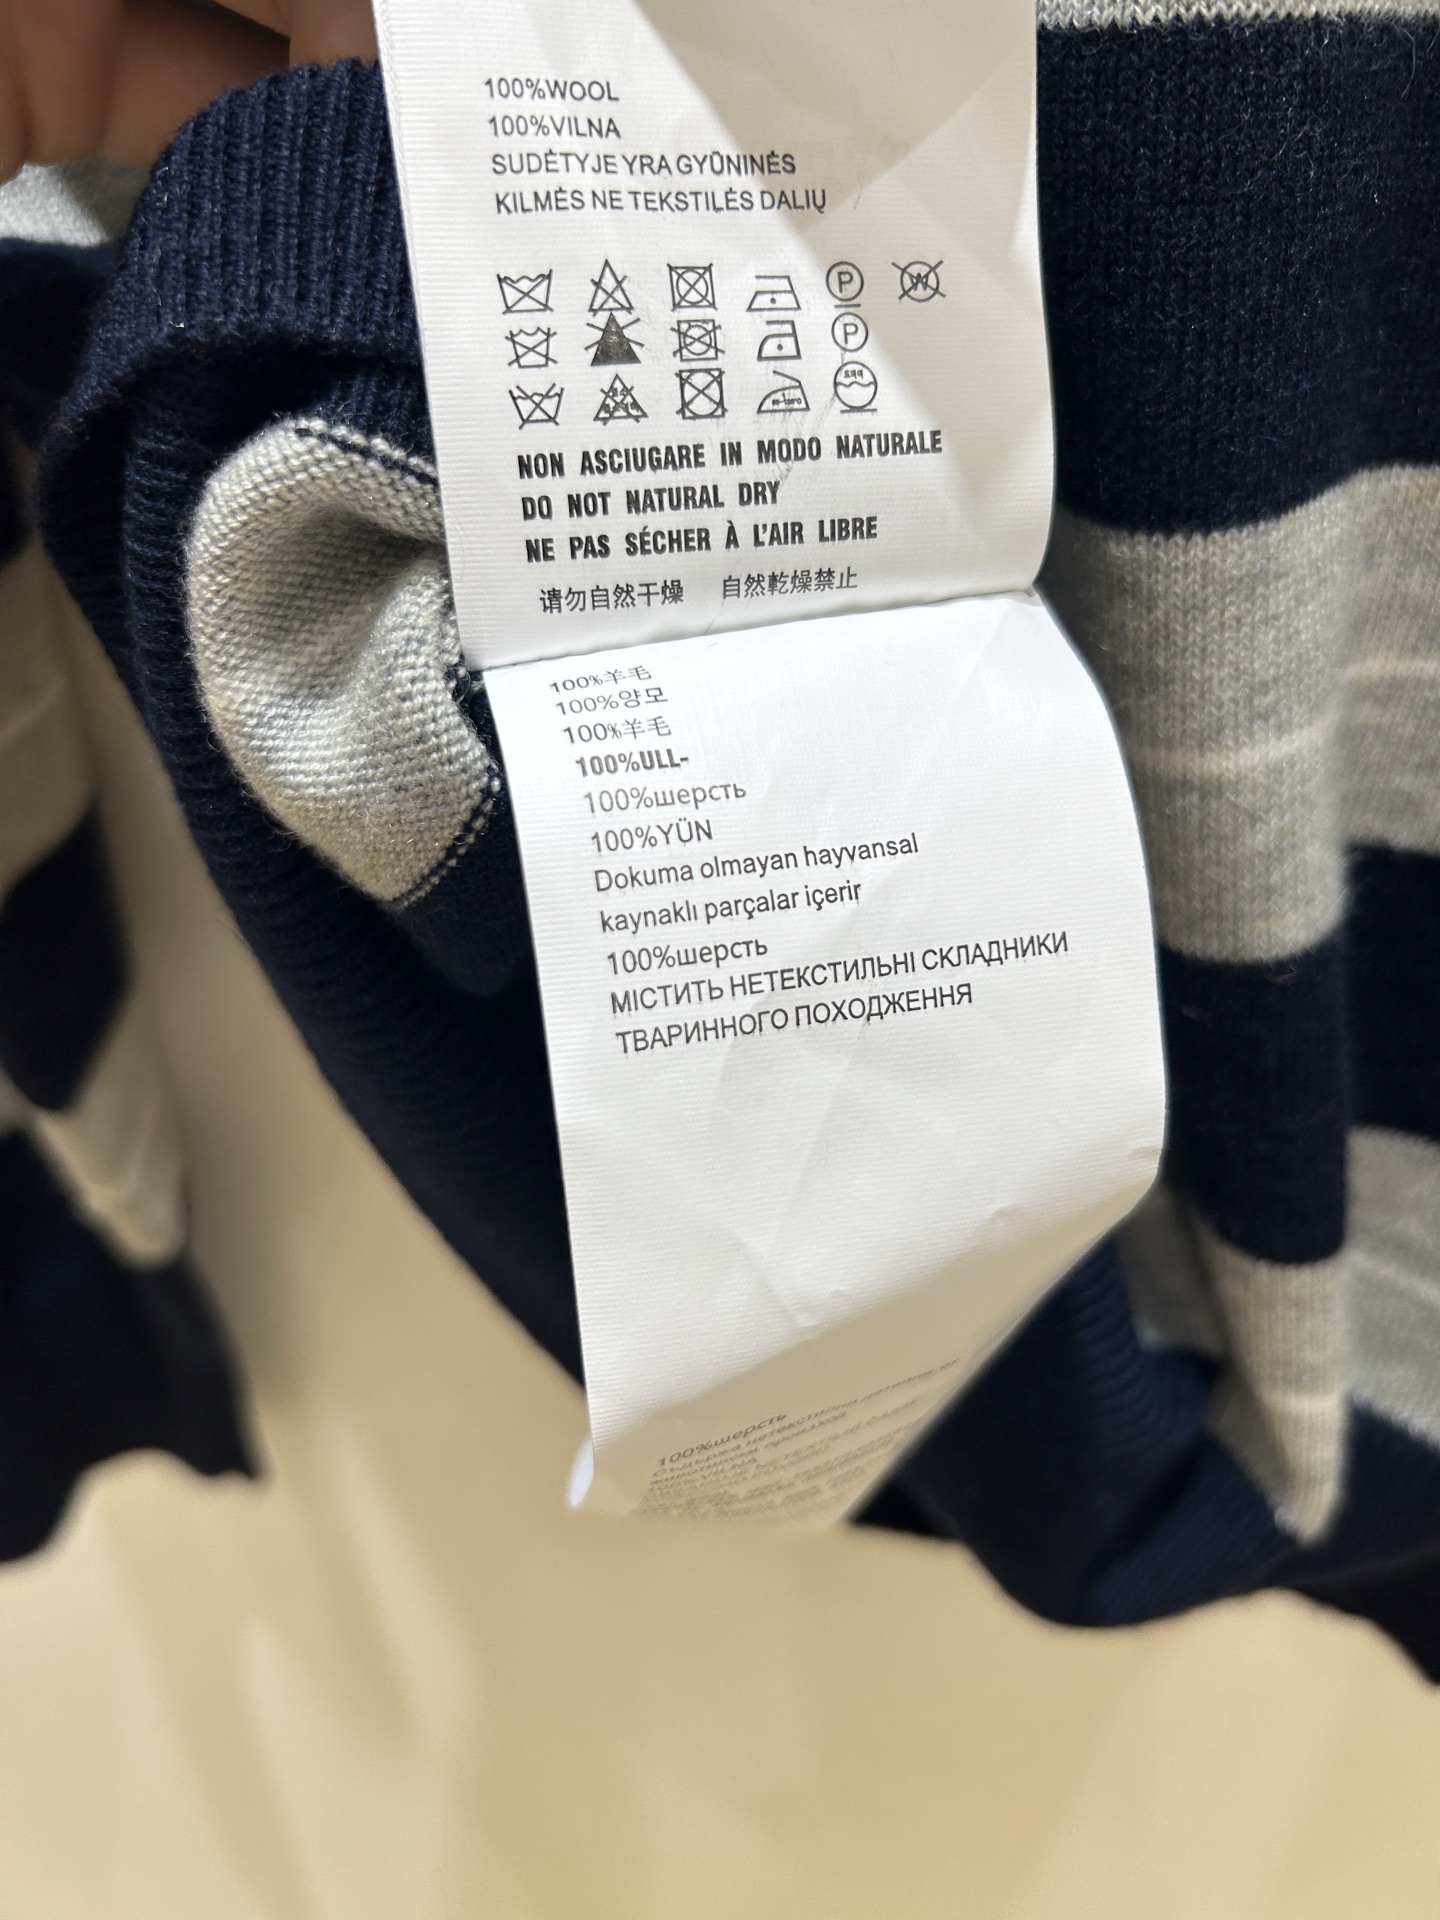 100%WOOL
100%VILNA
SUDĖTYJE YRA GYŪNINĖS
KILMĖS NE TEKSTILĖS DALIŲ
P W
P
드라이
NON ASCIUGARE IN MODO NATURALE
DO NOT NATURAL DRY
NE PAS SÉCHER À L'AIR LIBRE
请勿自然干燥 自然乾燥禁止
100%羊毛
100%양모
100%羊毛
100%ULL-
100%шерсть
100%YÜN
Dokuma olmayan hayvansal
kaynaklı parçalar içerir
100%шерсть
МІСТИТЬ НЕТЕКСТИЛЬНІ СКЛАДНИКИ
ТВАРИННОГО ПОХОДЖЕННЯ
100%шерсть